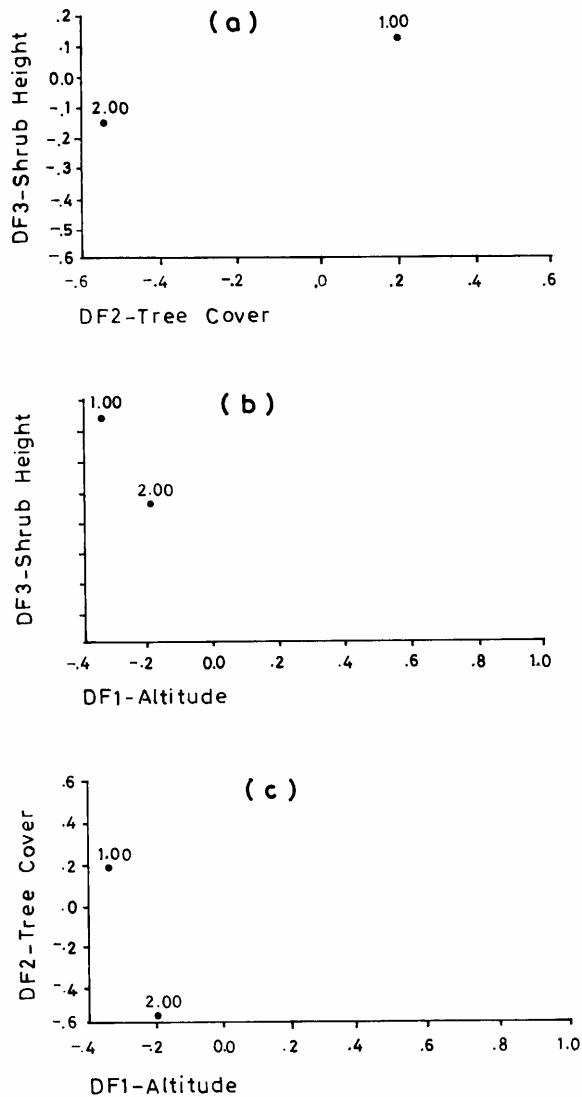 (a)
.2
.1
0.0
-.1
-.2
-.3
-.4
-.5
-.6
DF3-Shrub Height
1.00
2.00
-.6 -.4 -.2 .0 .2 .4 .6
DF2-Tree Cover
(b)
DF3-Shrub Height
1.00
2.00
-.4 -.2 0.0 .2 .4 .6 .8 1.0
DF1-Altitude
(c)
.6
.4
.2
.0
-.2
-.4
-.6
DF2-Tree Cover
1.00
2.00
-.4 -.2 0.0 0.2 .4 .6 .8 1.0
DF1-Altitude